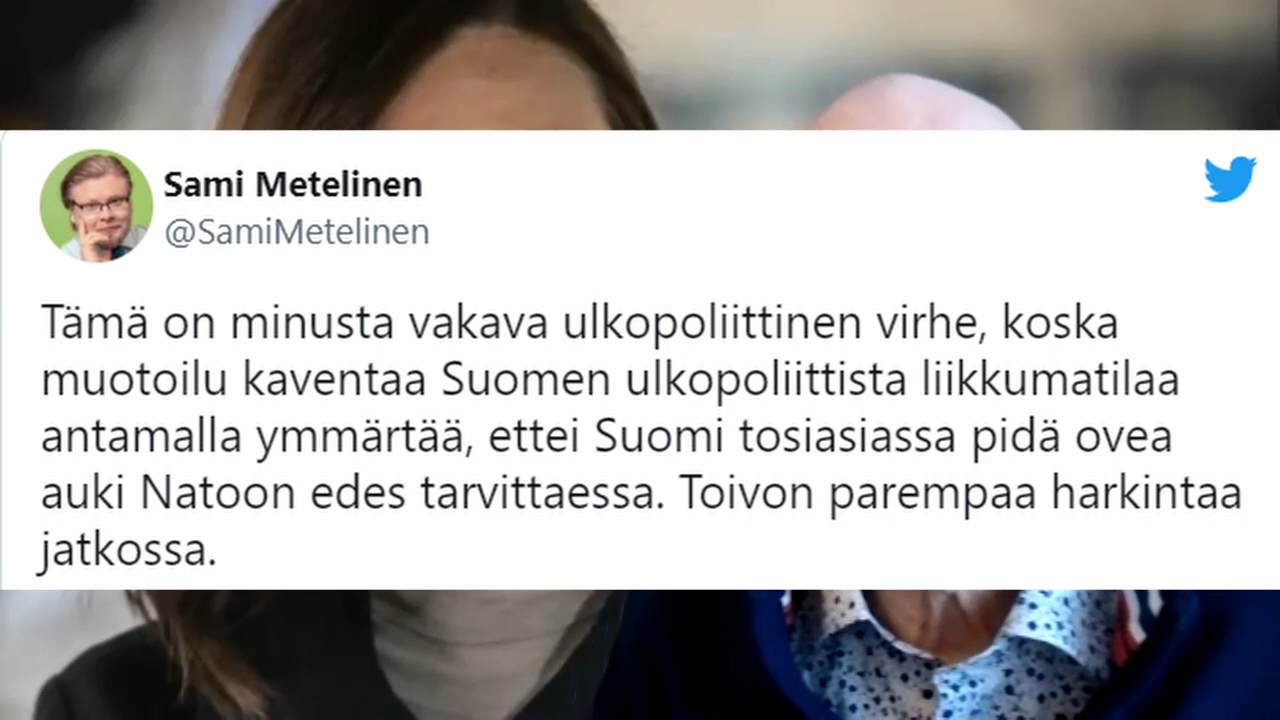 Sami Metelinen
@SamiMetelinen
Tämä on minusta vakava ulkopoliittinen virhe, koska
muotoilu kaventaa Suomen ulkopoliittista liikkumatilaa
antamalla ymmärtää, ettei Suomi tosiasiassa pidä ovea
auki Natoon edes tarvittaessa. Toivon parempaa harkintaa
jatkossa.